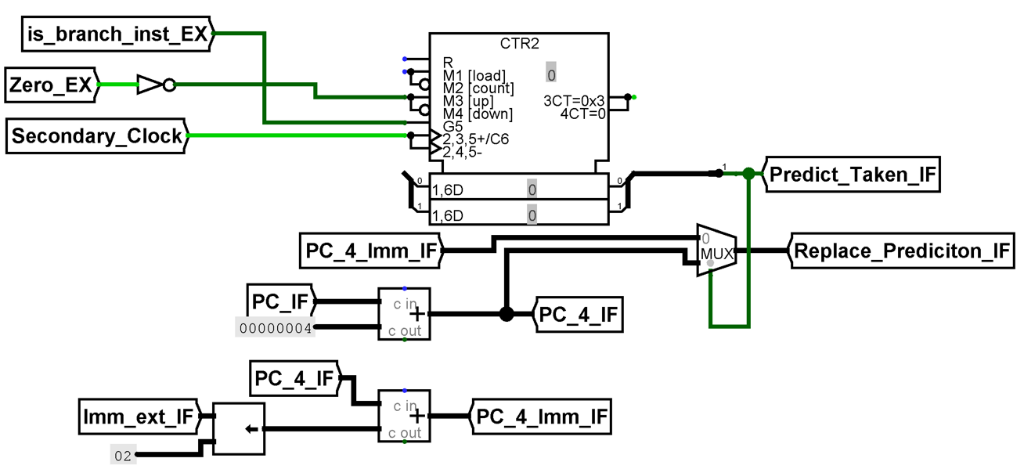 is_branch_inst_EX
CTR2
R
M1 [load]
0
Zero_EX
M2 [count]
M3 [up]
3CT=0x3
M4 [down]
4CT=0
G5
Secondary_Clock
2,3,5+/C6
2,4,5-
0
1,6D
0
0
1
Predict_Taken_IF
1
1,6D
0
1
PC_4_Imm_IF
0
MUX
Replace_Prediciton_IF
PC_IF
c in
+
PC_4_IF
00000004
c out
PC_4_IF
c in
+
Imm_ext_IF
PC_4_Imm_IF
c out
02